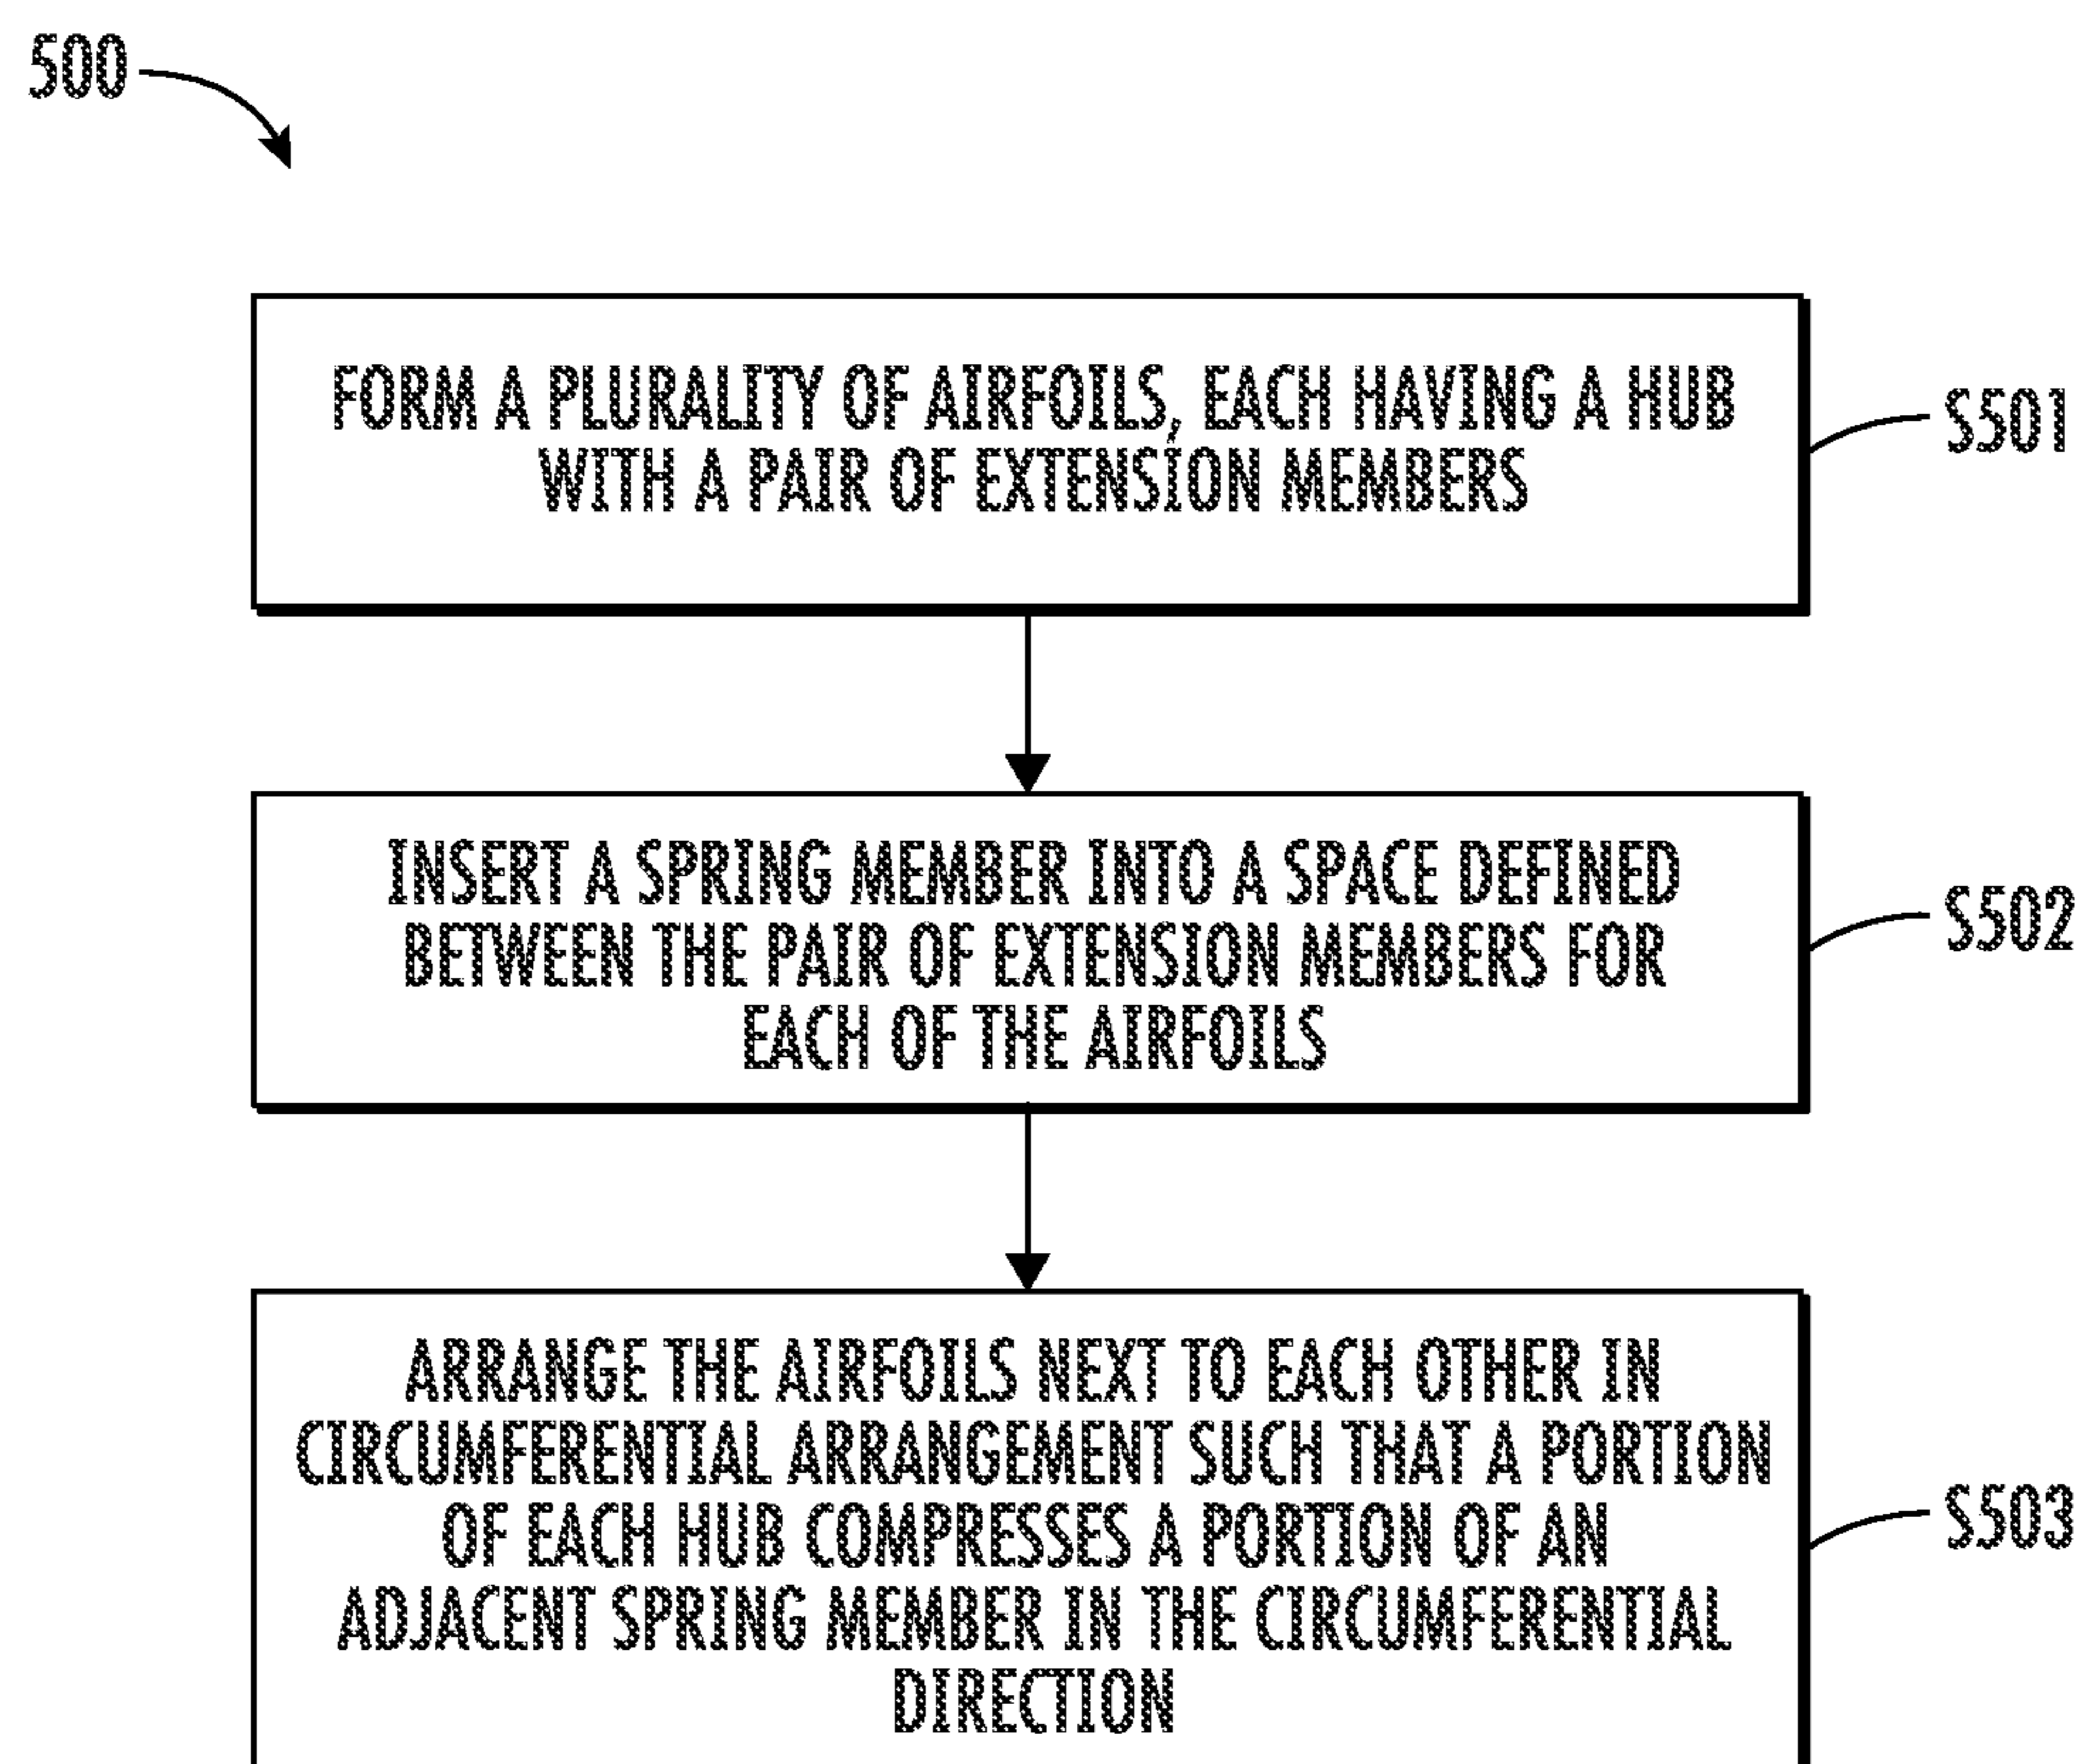 500
FORM A PLURALITY OF AIRFOILS, EACH HAVING A HUB
WITH A PAIR OF EXTENSION MEMBERS
S501
INSERT A SPRING MEMBER INTO A SPACE DEFINED
BETWEEN THE PAIR OF EXTENSION MEMBERS FOR
EACH OF THE AIRFOILS
S502
ARRANGE THE AIRFOILS NEXT TO EACH OTHER IN
CIRCUMFERENTIAL ARRANGEMENT SUCH THAT A PORTION
OF EACH HUB COMPRESSES A PORTION OF AN
ADJACENT SPRING MEMBER IN THE CIRCUMFERENTIAL
DIRECTION
S503